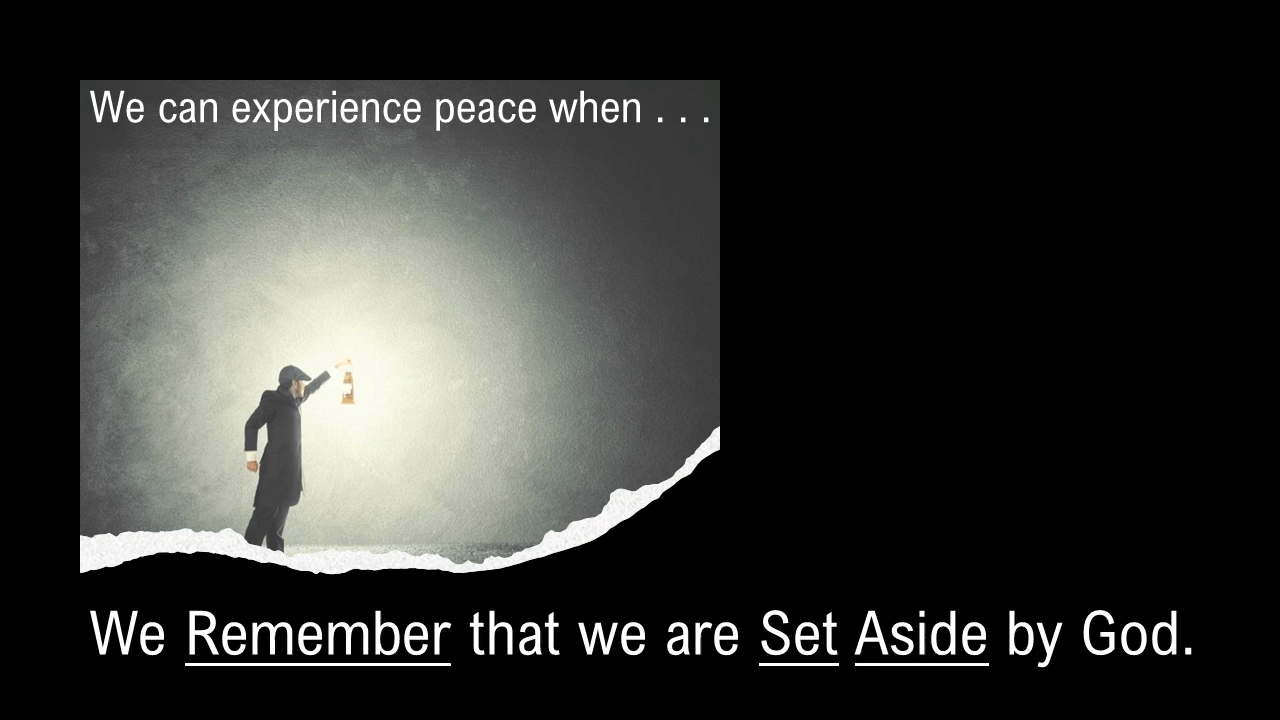 We can experience peace when . . .
We Remember that we are Set Aside by God.